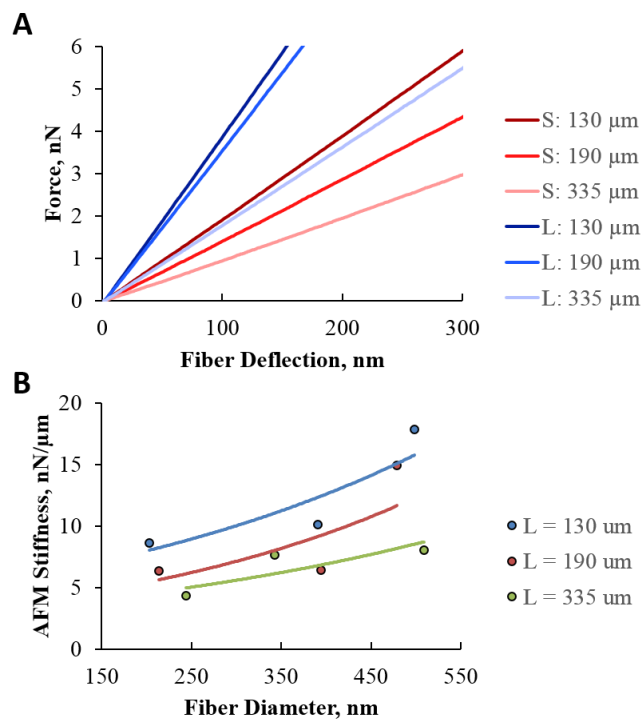 A
6
5
4
3
2
1
0
Force, nN
0 100 200 300
Fiber Deflection, nm
S: 130 µm
S: 190 µm
S: 335 µm
L: 130 µm
L: 190 µm
L: 335 µm
B
20
15
10
5
0
AFM Stiffness, nN/µm
150 250 350 450 550
Fiber Diameter, nm
L = 130 um
L = 190 um
L = 335 um